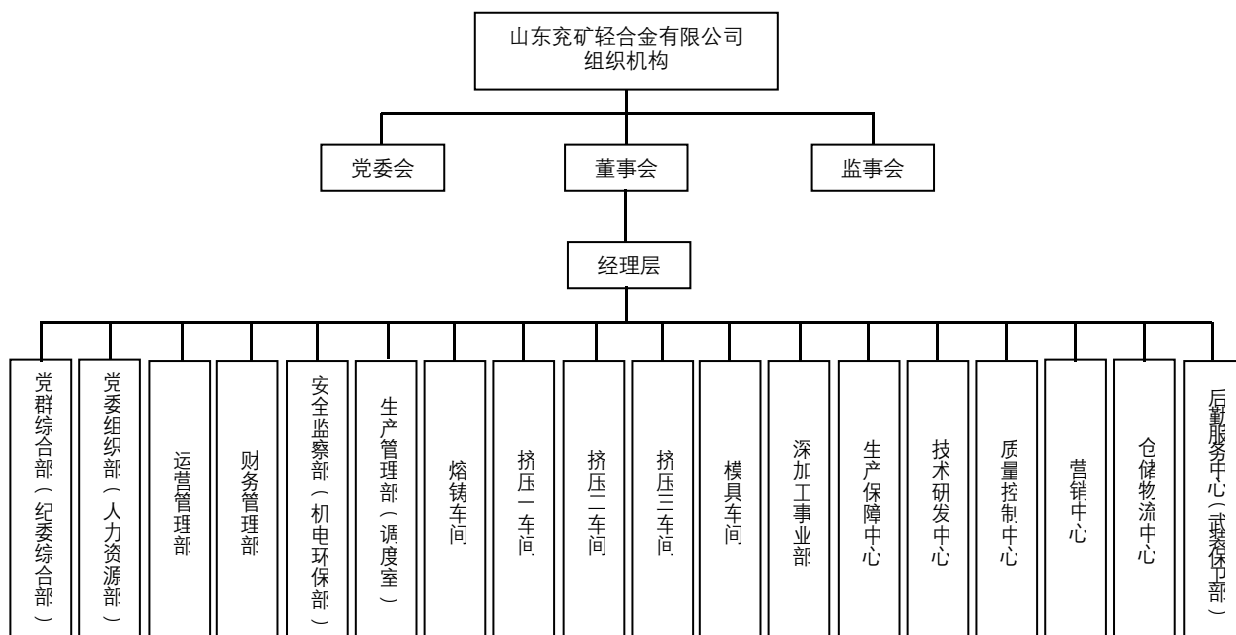 山东兖矿轻合金有限公司
组织机构
党委会
董事会
监事会
经理层
党群综合部（纪委综合部）
党委组织部（人力资源部）
运营管理部
财务管理部
安全监察部（机电环保部）
生产管理部（调度室）
熔铸车间
挤压一车间
挤压二车间
挤压三车间
模具车间
深加工事业部
生产保障中心
技术研发中心
质量控制中心
营销中心
仓储物流中心
后勤服务中心（武装保卫部）